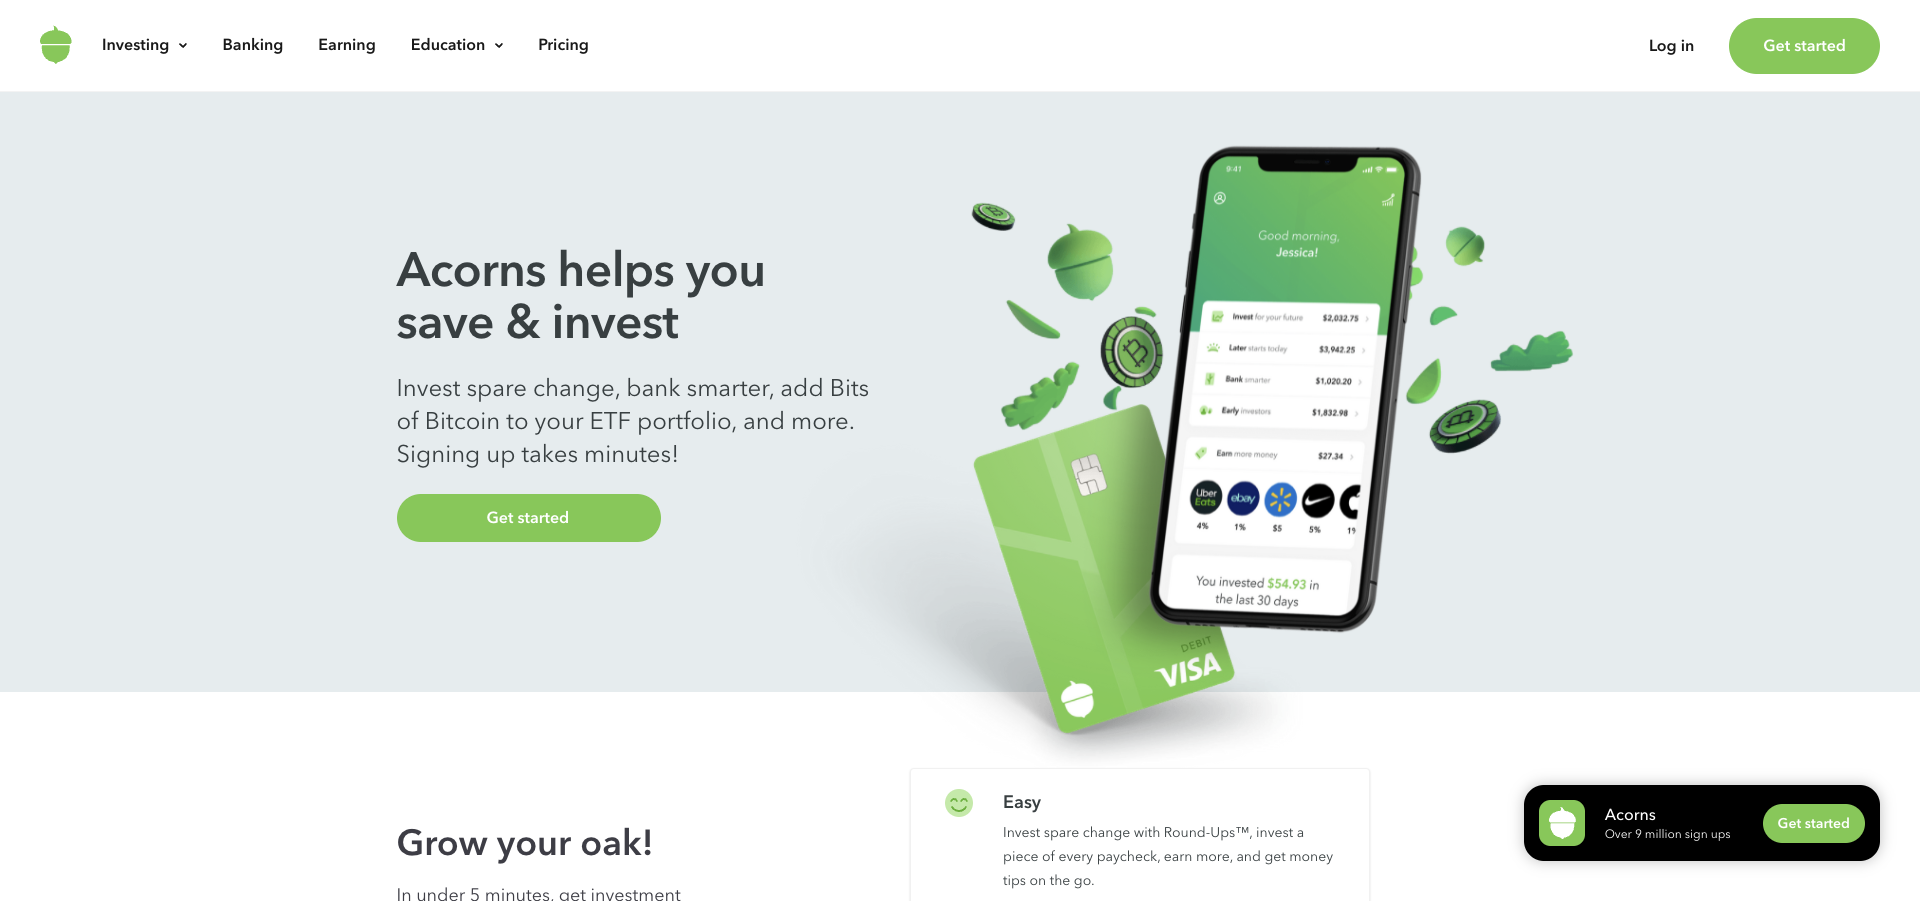 Investing
Banking
Earning
Education
Pricing
Log in
Get started
Acorns helps you
save & invest
Invest spare change, bank smarter, add Bits
of Bitcoin to your ETF portfolio, and more.
Signing up takes minutes!
Get started
9:41
Good morning,
Jessica!
Invest for your future $2,032.75
Later starts today $3,942.25
Bank smarter $1,020.20
Early investors $1,832.98
Earn more money $27.34
Uber
Eats
ebay
4% 1% $5 5% 1%
You invested $54.93 in
the last 30 days
DEBIT
VISA
Grow your oak!
In under 5 minutes, get investment
Easy
Invest spare change with Round-Ups™, invest a
piece of every paycheck, earn more, and get money
tips on the go.
Acorns
Over 9 million sign ups
Get started